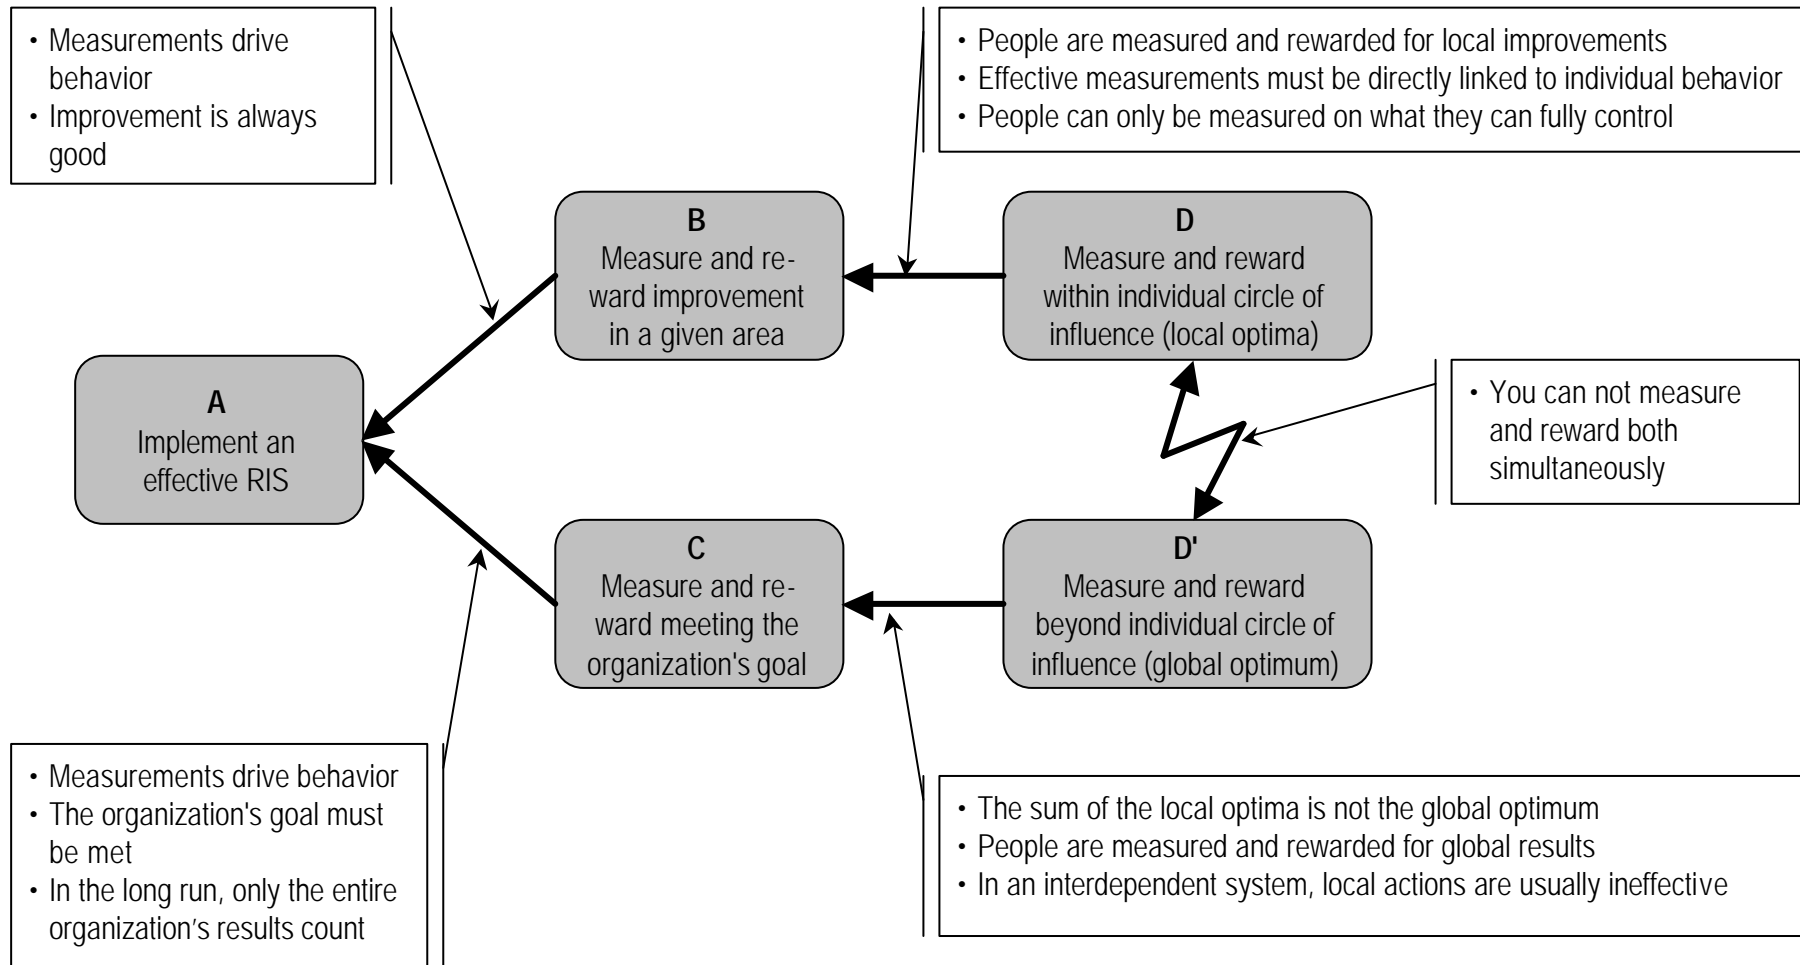 • Measurements drive
behavior
• Improvement is always
good
• People are measured and rewarded for local improvements
• Effective measurements must be directly linked to individual behavior
• People can only be measured on what they can fully control
B
Measure and re-
ward improvement
in a given area
D
Measure and reward
within individual circle of
influence (local optima)
A
Implement an
effective RIS
• You can not measure
and reward both
simultaneously
C
Measure and re-
ward meeting the
organization's goal
D'
Measure and reward
beyond individual circle of
influence (global optimum)
• Measurements drive behavior
• The organization's goal must
be met
• In the long run, only the entire
organization's results count
• The sum of the local optima is not the global optimum
• People are measured and rewarded for global results
• In an interdependent system, local actions are usually ineffective